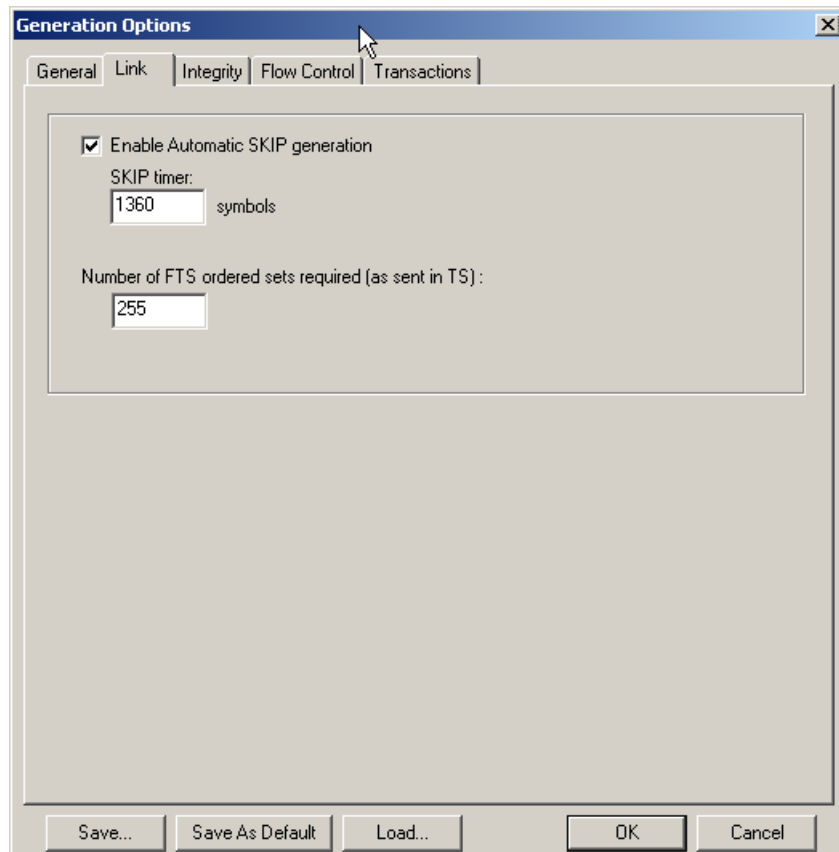 Generation Options
General Link Integrity Flow Control Transactions
Enable Automatic SKIP generation
SKIP timer:
1360 symbols
Number of FTS ordered sets required (as sent in TS) :
255
Save... Save As Default Load... OK Cancel